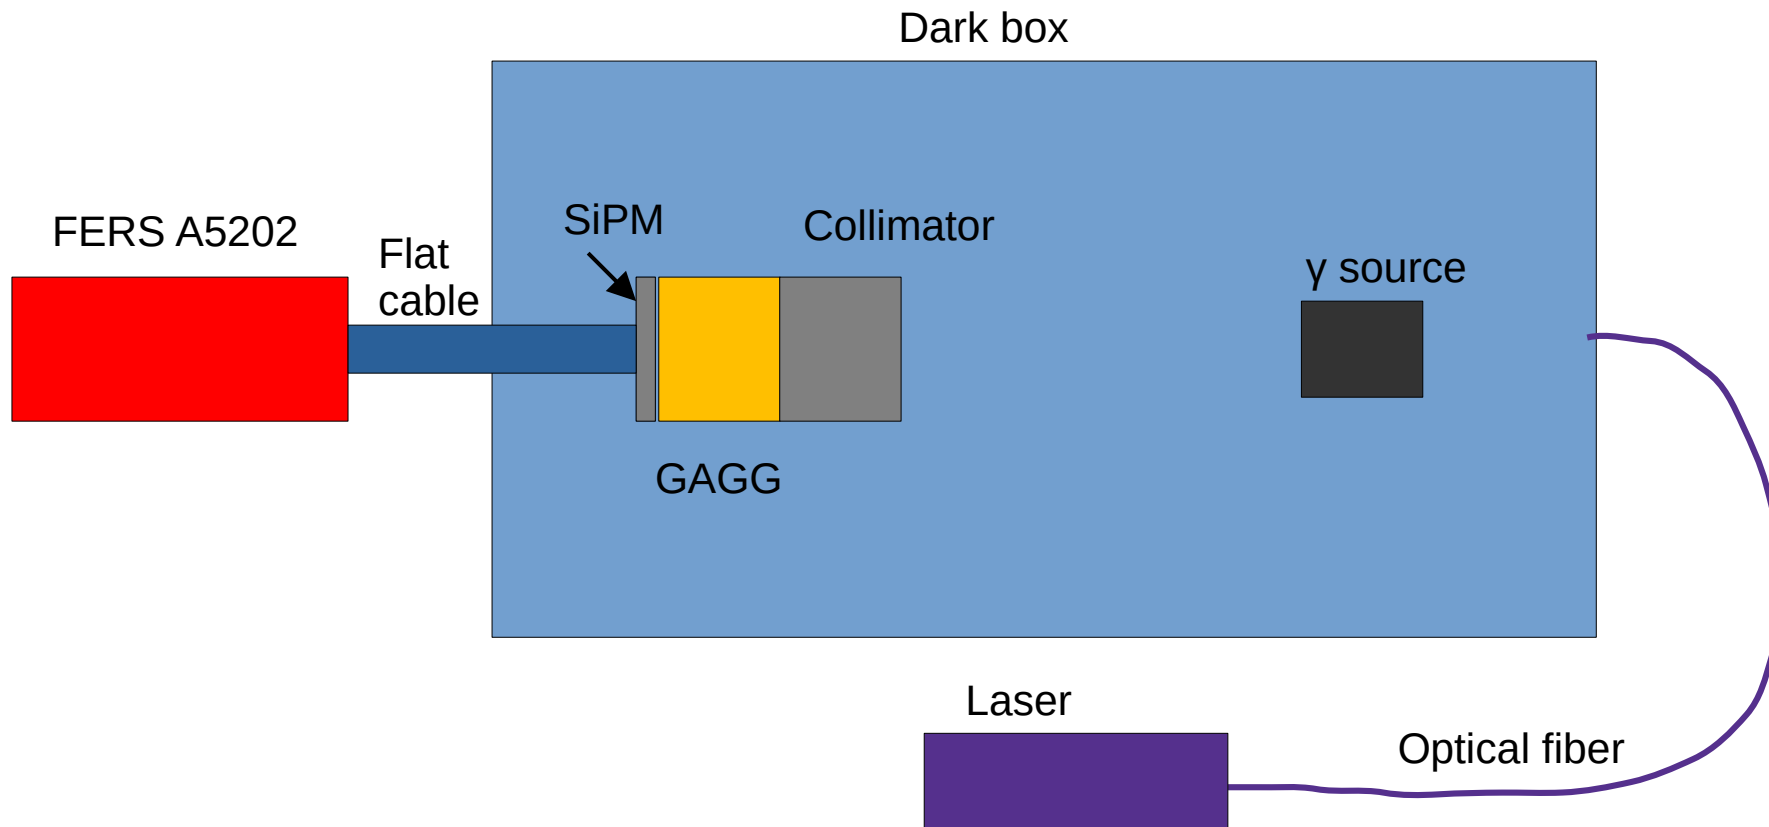 Dark box
FERS A5202
Flat
cable
SiPM
Collimator
γ source
GAGG
Laser
Optical fiber